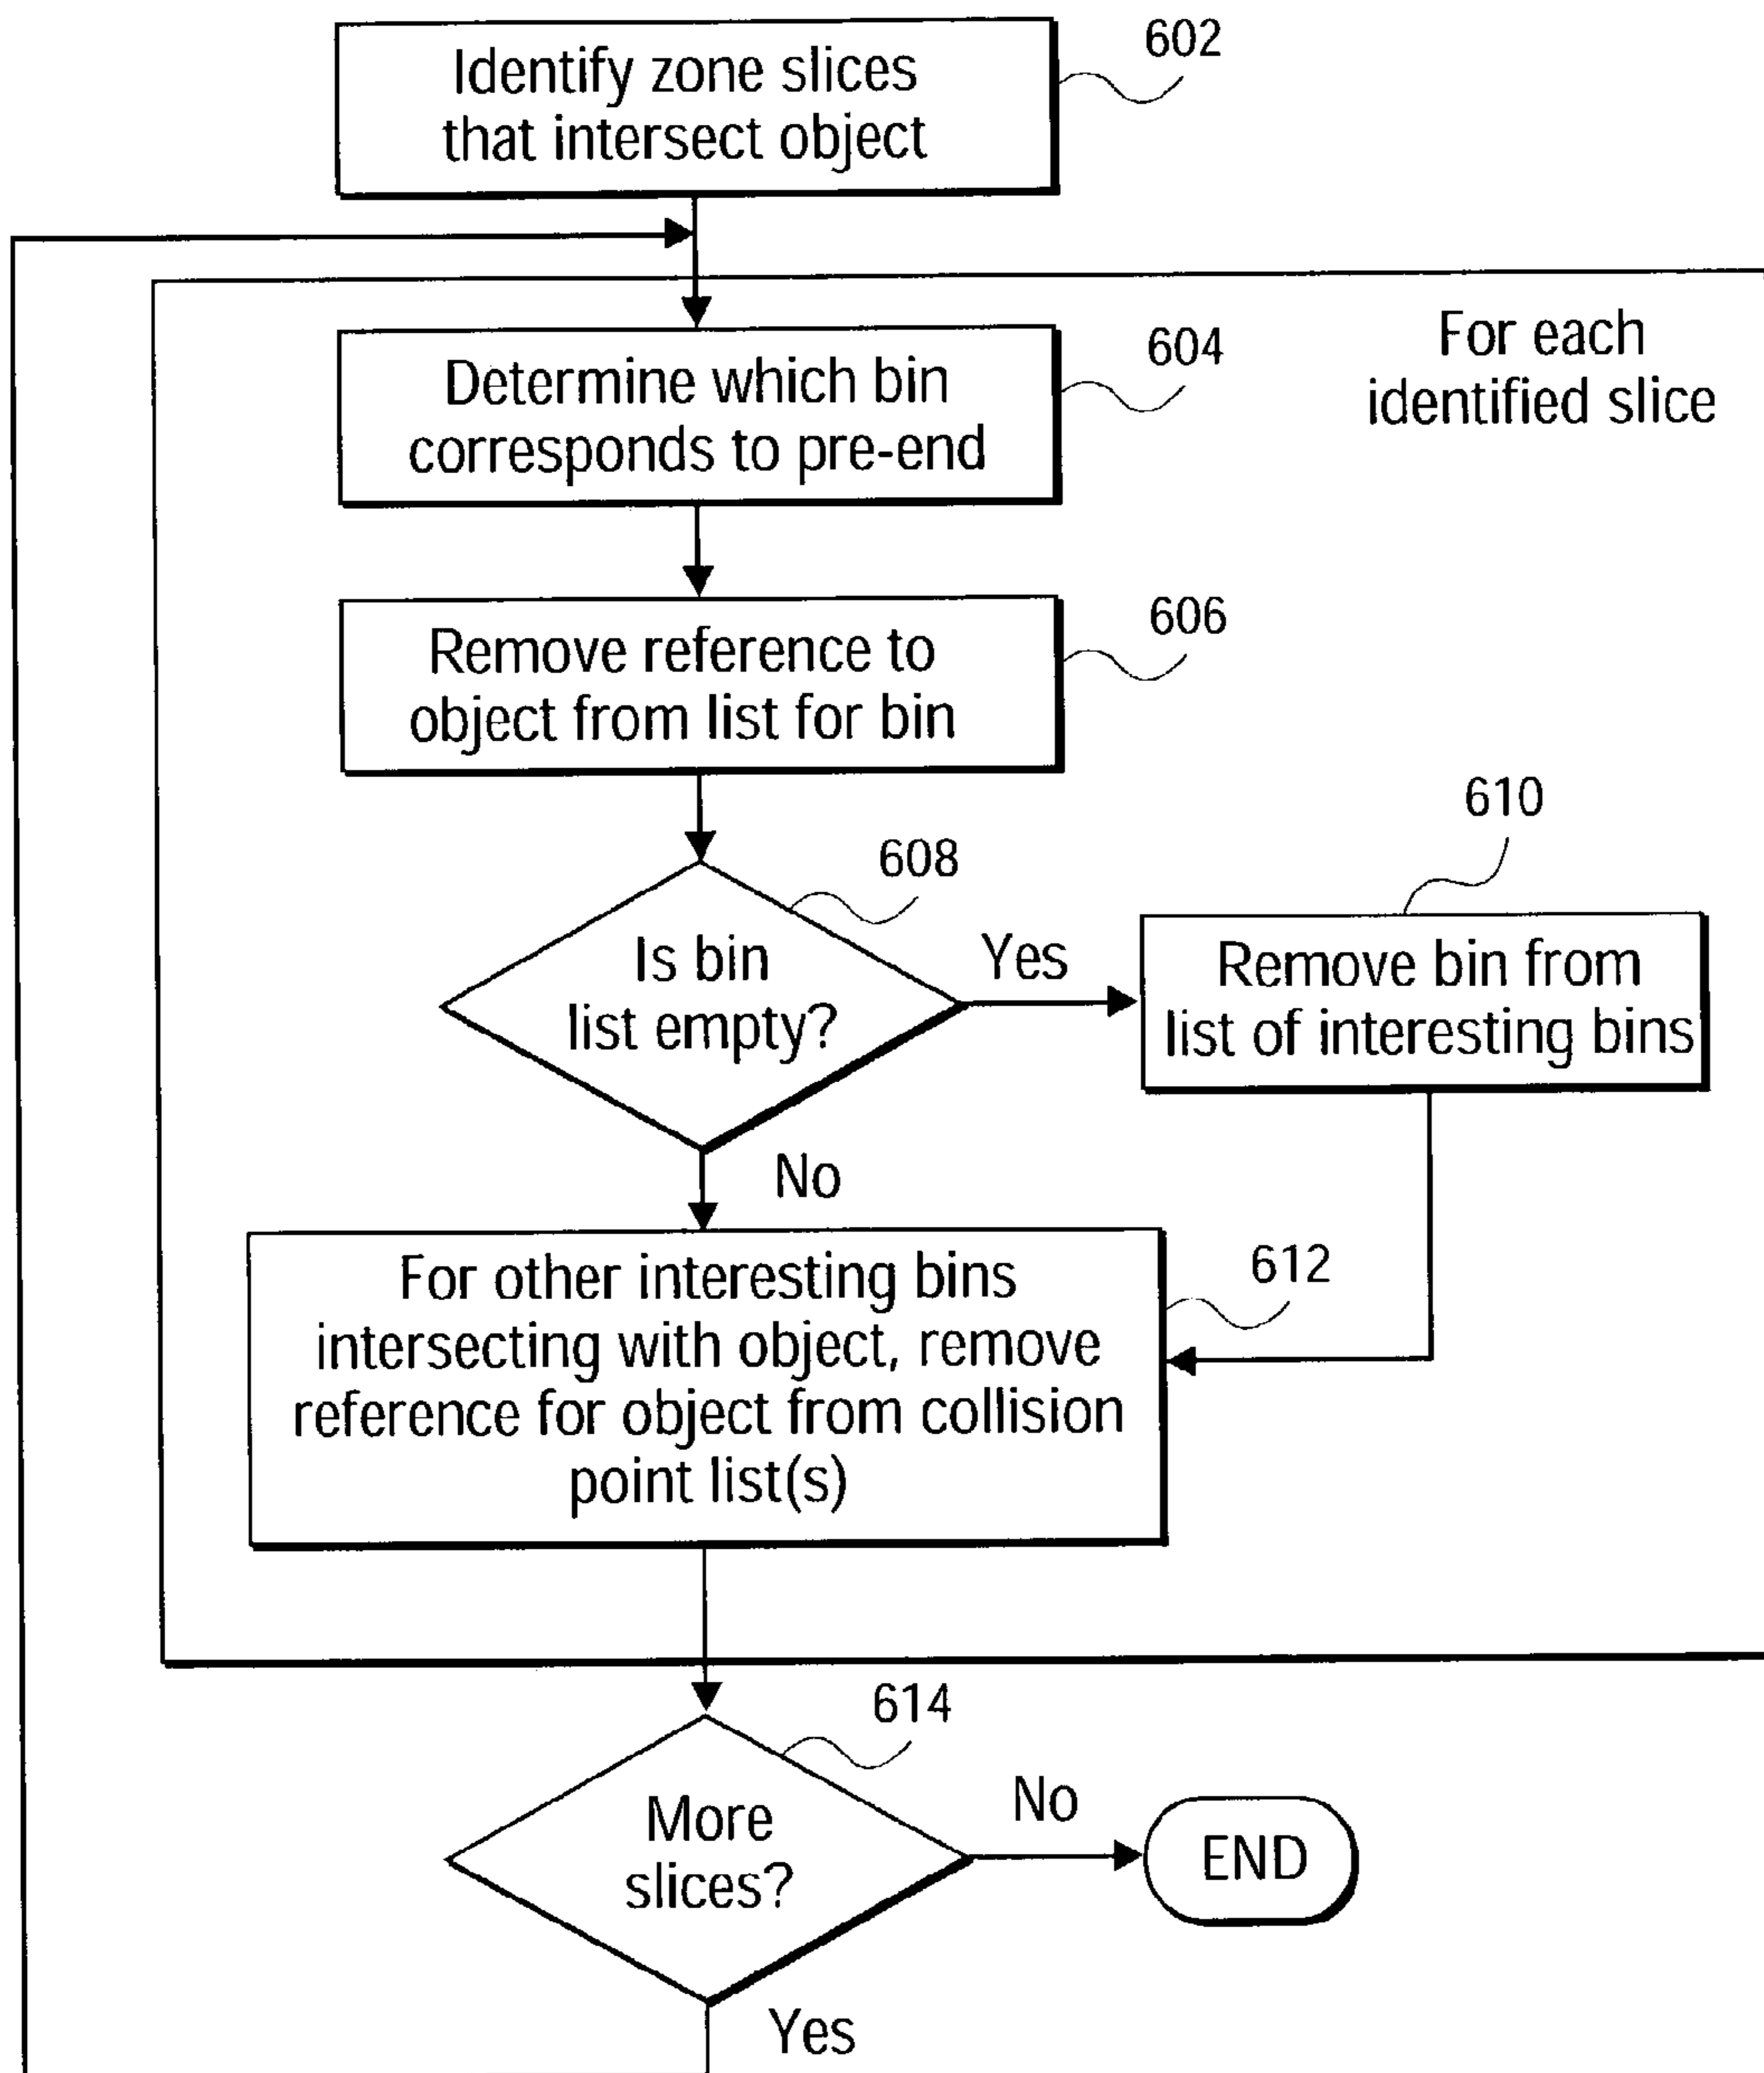 602
Identify zone slices
that intersect object
For each
identified slice
604
Determine which bin
corresponds to pre-end
606
Remove reference to
object from list for bin
610
608
Is bin
list empty?
Yes
Remove bin from
list of interesting bins
No
612
For other interesting bins
intersecting with object, remove
reference for object from collision
point list(s)
614
More
slices?
No
END
Yes